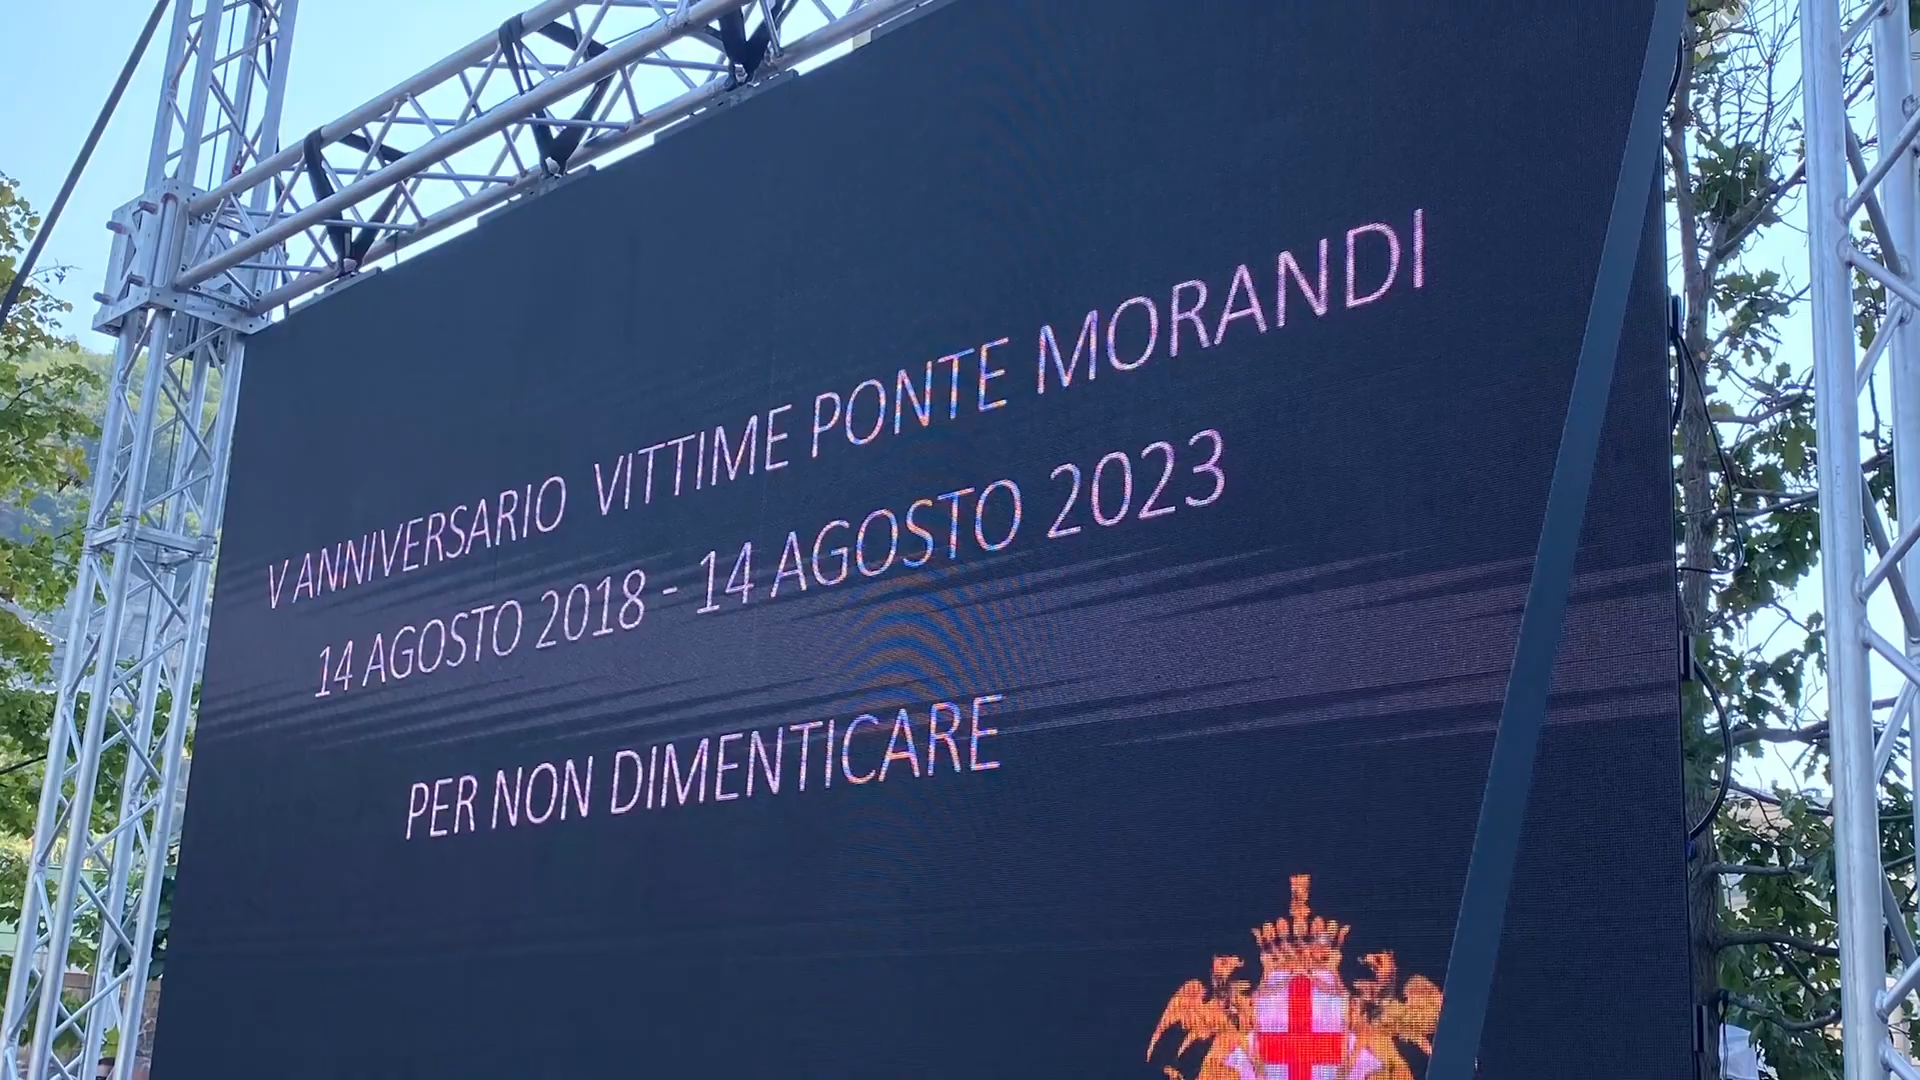 V ANNIVERSARIO VITTIME PONTE MORANDI
14 AGOSTO 2018 - 14 AGOSTO 2023
PER NON DIMENTICARE